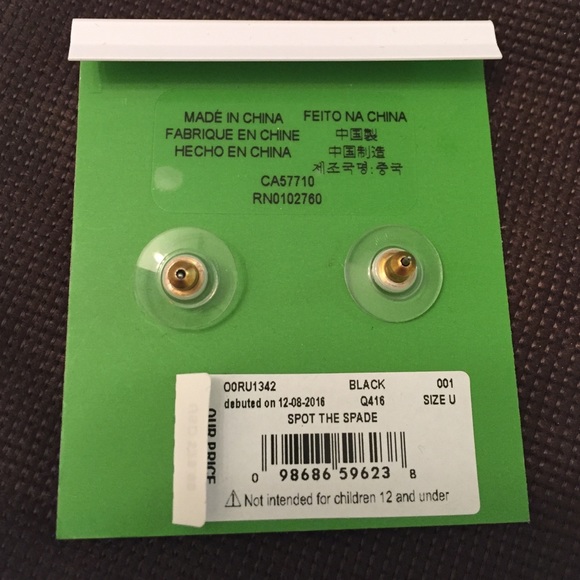 MADE IN CHINA FEITO NA CHINA
FABRIQUE EN CHINE 中国製
HECHO EN CHINA 中国制造
제조국명:중국
CA57710
RN0102760
O0RU1342 BLACK 001
debuted on 12-08-2016 Q416 SIZE U
SPOT THE SPADE
0 98686 59623 8
⚠ Not intended for children 12 and under
OUR PRICE